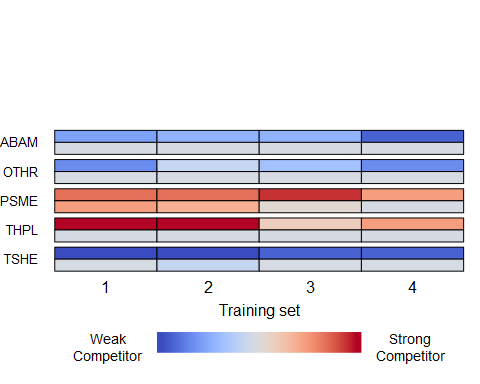 ABAM
OTHR
PSME
THPL
TSHE
1 2 3 4
Training set
Weak Competitor
Strong Competitor